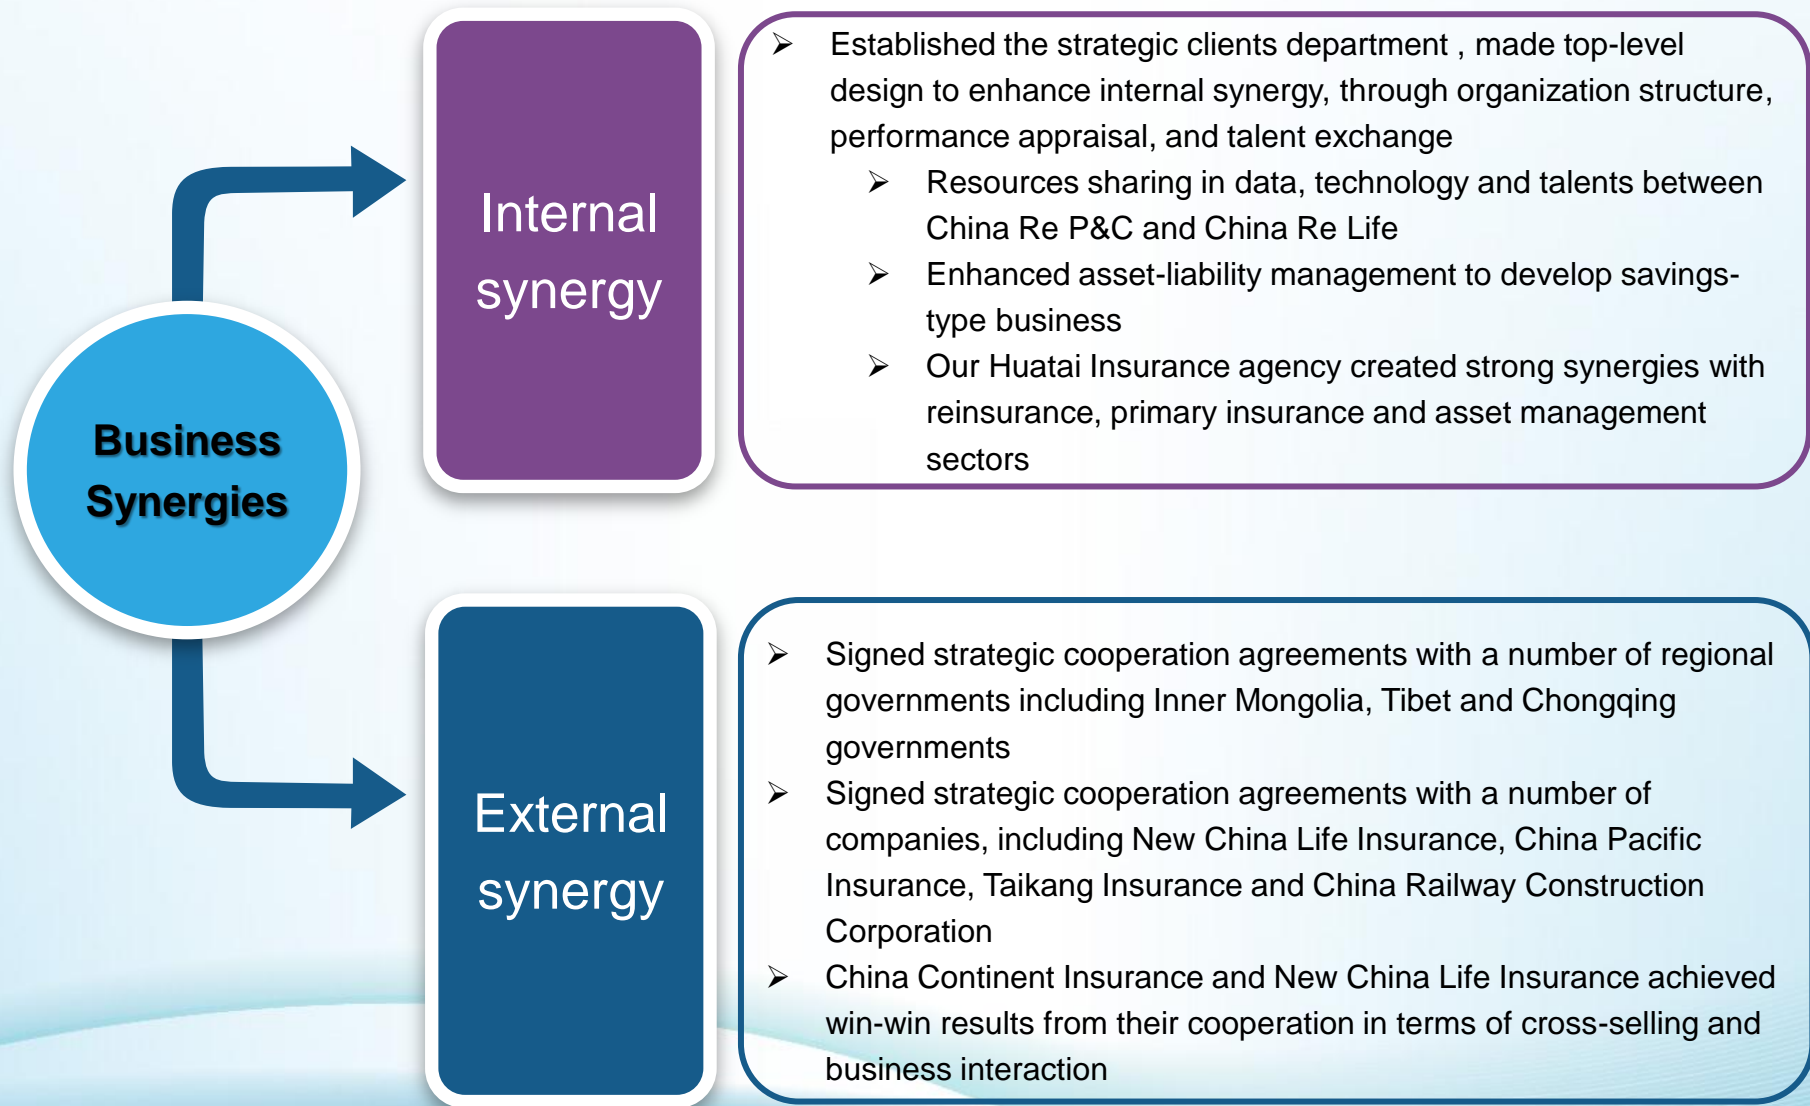 Business
Synergies
Internal
synergy
➢ Established the strategic clients department , made top-level
design to enhance internal synergy, through organization structure,
performance appraisal, and talent exchange
➢ Resources sharing in data, technology and talents between
China Re P&C and China Re Life
➢ Enhanced asset-liability management to develop savings-
type business
➢ Our Huatai Insurance agency created strong synergies with
reinsurance, primary insurance and asset management
sectors
External
synergy
➢ Signed strategic cooperation agreements with a number of regional
governments including Inner Mongolia, Tibet and Chongqing
governments
➢ Signed strategic cooperation agreements with a number of
companies, including New China Life Insurance, China Pacific
Insurance, Taikang Insurance and China Railway Construction
Corporation
➢ China Continent Insurance and New China Life Insurance achieved
win-win results from their cooperation in terms of cross-selling and
business interaction